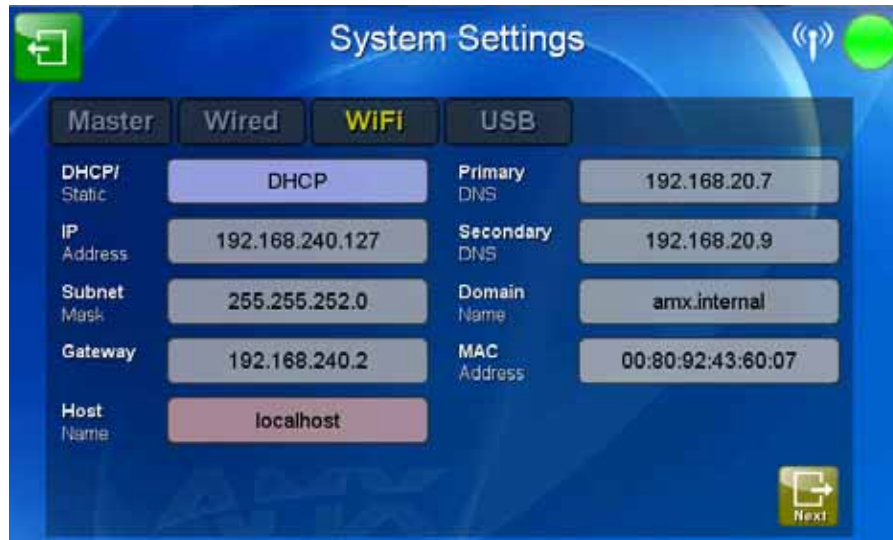 System Settings
Master Wired WiFi USB
DHCP/
Static
DHCP
IP
Address
192.168.240.127
Subnet
Mask
255.255.252.0
Gateway
192.168.240.2
Host
Name
localhost
Primary
DNS
192.168.20.7
Secondary
DNS
192.168.20.9
Domain
Name
amx.internal
MAC
Address
00:80:92:43:60:07
AMX
Next